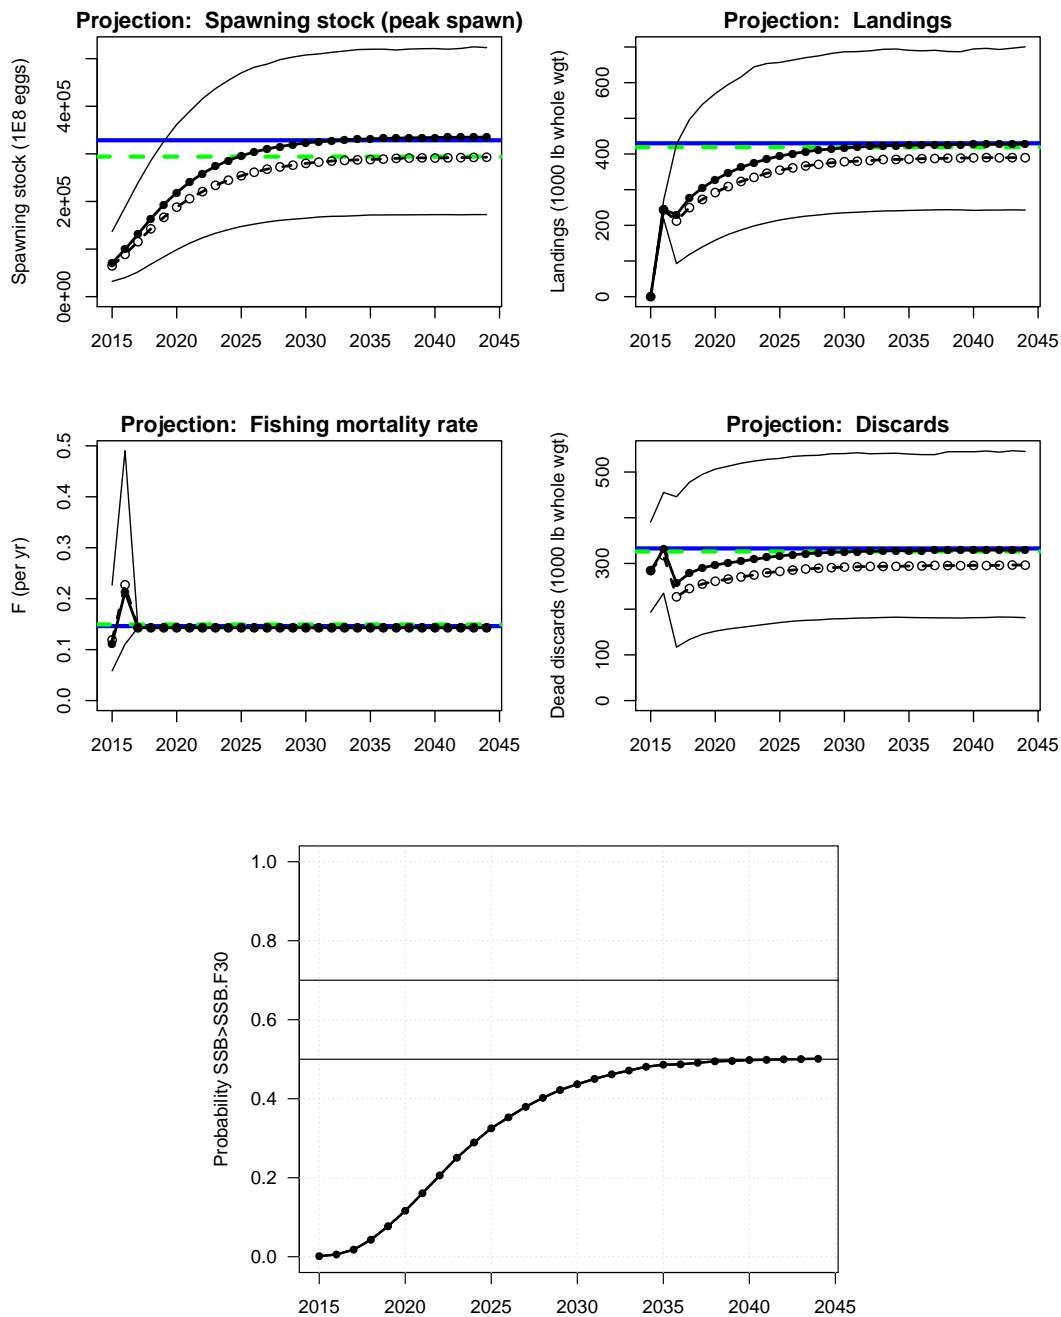 Projection: Spawning stock (peak spawn)
Spawning stock (1E8 eggs)
4e+05
2e+05
0e+00
2015 2020 2025 2030 2035 2040 2045
Projection: Landings
Landings (1000 lb whole wgt)
600
400
200
0
2015 2020 2025 2030 2035 2040 2045
Projection: Fishing mortality rate
F (per yr)
0.5
0.4
0.3
0.2
0.1
0.0
2015 2020 2025 2030 2035 2040 2045
Projection: Discards
Dead discards (1000 lb whole wgt)
500
300
100
0
2015 2020 2025 2030 2035 2040 2045
Probability SSB>SSB.F30
1.0
0.8
0.6
0.4
0.2
0.0
2015 2020 2025 2030 2035 2040 2045